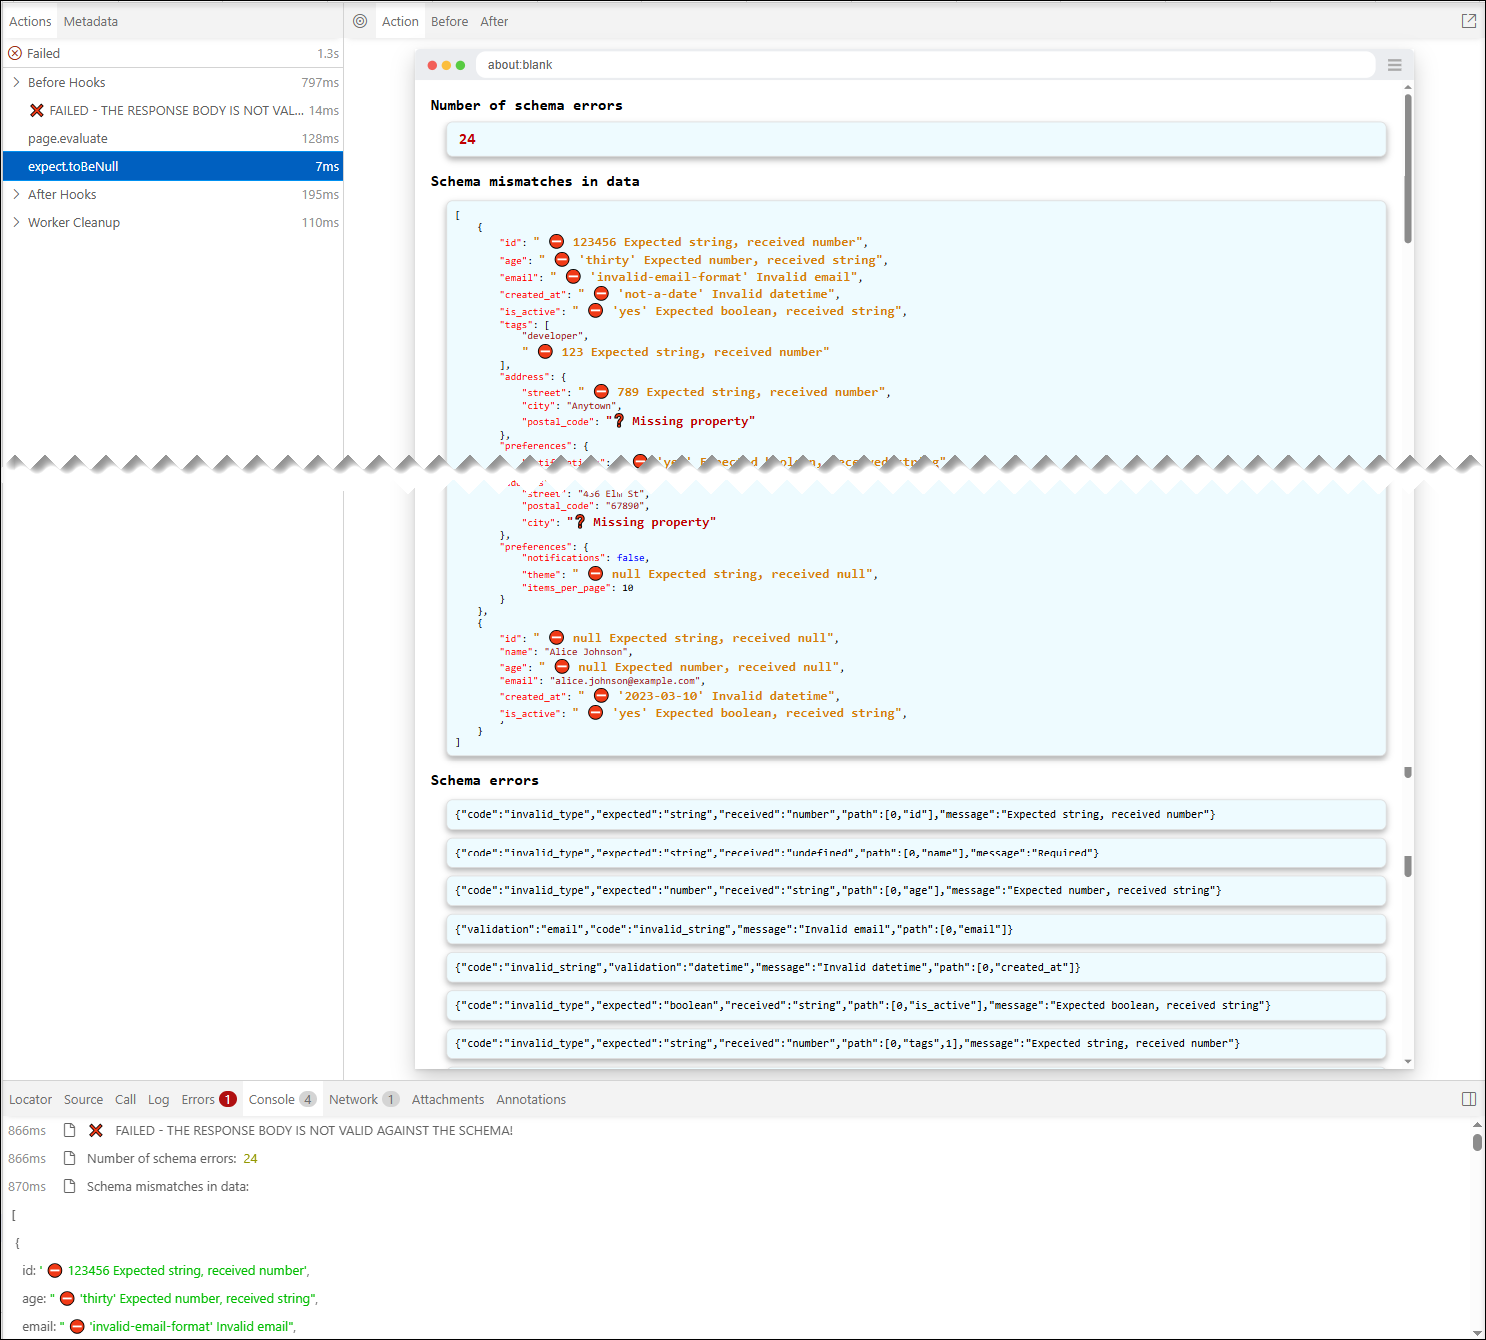 Actions Metadata
Failed 1.3s
Before Hooks 797ms
FAILED - THE RESPONSE BODY IS NOT VAL... 14ms
page.evaluate 128ms
expect.toBeNull 7ms
After Hooks 195ms
Worker Cleanup 110ms
Action Before After
about:blank
Number of schema errors
24
Schema mismatches in data
[
{
"id": " ⛔ 123456 Expected string, received number",
"age": " ⛔ 'thirty' Expected number, received string",
"email": " ⛔ 'invalid-email-format' Invalid email",
"created_at": " ⛔ 'not-a-date' Invalid datetime",
"is_active": " ⛔ 'yes' Expected boolean, received string",
"tags": [
"developer",
" ⛔ 123 Expected string, received number"
],
"address": {
"street": " ⛔ 789 Expected string, received number",
"city": "Anytown",
"postal_code": "❓ Missing property"
},
"preferences": {
⛔ 'yes' Expected boolean, received string"
"street": "456 Elm St",
"postal_code": "67890",
"city": "❓ Missing property"
},
"preferences": {
"notifications": false,
"theme": " ⛔ null Expected string, received null",
"items_per_page": 10
}
},
{
"id": " ⛔ null Expected string, received null",
"name": "Alice Johnson",
"age": " ⛔ null Expected number, received null",
"email": "alice.johnson@example.com",
"created_at": " ⛔ '2023-03-10' Invalid datetime",
"is_active": " ⛔ 'yes' Expected boolean, received string",
}
]
Schema errors
{"code":"invalid_type","expected":"string","received":"number","path":[0,"id"],"message":"Expected string, received number"}
{"code":"invalid_type","expected":"string","received":"undefined","path":[0,"name"],"message":"Required"}
{"code":"invalid_type","expected":"number","received":"string","path":[0,"age"],"message":"Expected number, received string"}
{"validation":"email","code":"invalid_string","message":"Invalid email","path":[0,"email"]}
{"code":"invalid_string","validation":"datetime","message":"Invalid datetime","path":[0,"created_at"]}
{"code":"invalid_type","expected":"boolean","received":"string","path":[0,"is_active"],"message":"Expected boolean, received string"}
{"code":"invalid_type","expected":"string","received":"number","path":[0,"tags",1],"message":"Expected string, received number"}
Locator Source Call Log Errors 1 Console 4 Network 1 Attachments Annotations
866ms ❌ FAILED - THE RESPONSE BODY IS NOT VALID AGAINST THE SCHEMA!
866ms Number of schema errors: 24
870ms Schema mismatches in data:
[
{
id: ' ⛔ 123456 Expected string, received number',
age: " ⛔ 'thirty' Expected number, received string",
email: " ⛔ 'invalid-email-format' Invalid email",